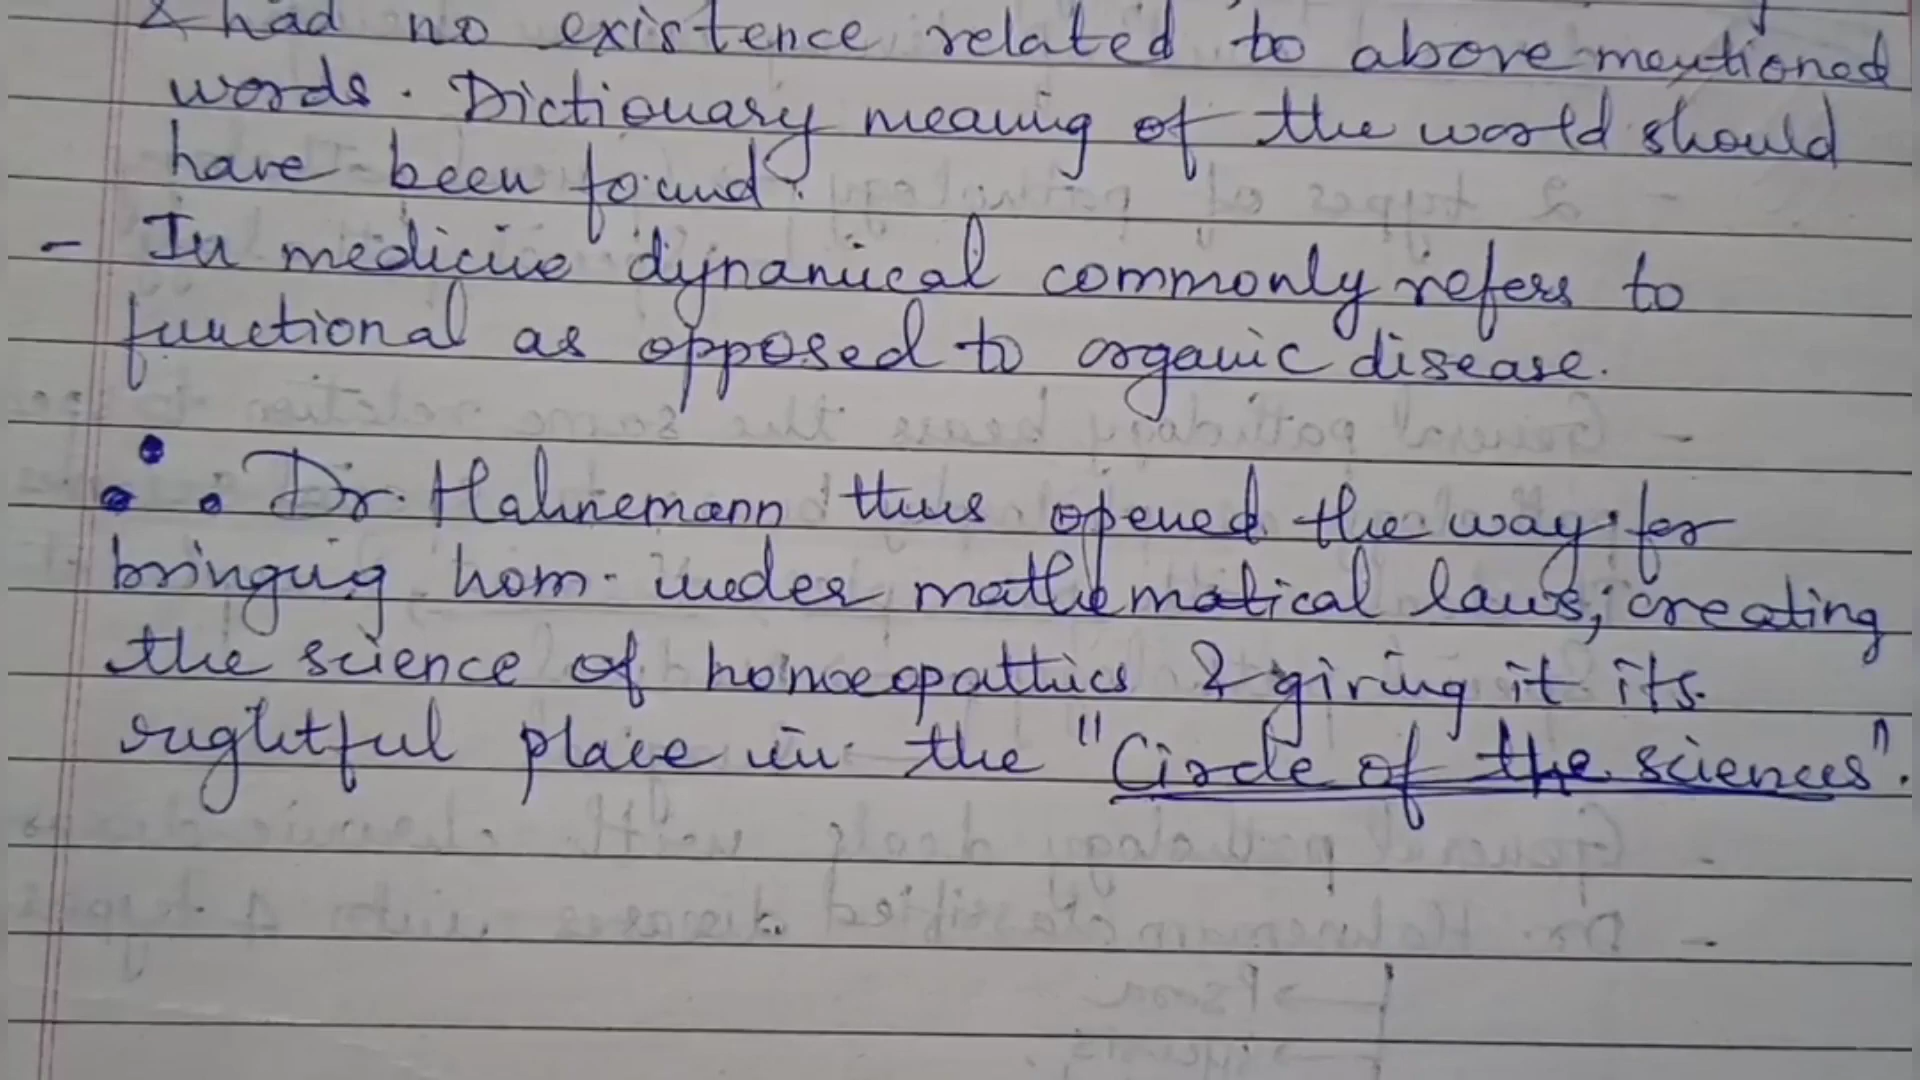 & had no existence related to above mentioned
words. Dictionary meaning of the world should
have been found.
- In medicine dynamical commonly refers to
functional as opposed to organic disease.
Dr. Hahnemann thus opened the way for
bringing hom. under mathematical laws, creating
the science of homoeopathics & giving it its
rightful place in the "Circle of the sciences".